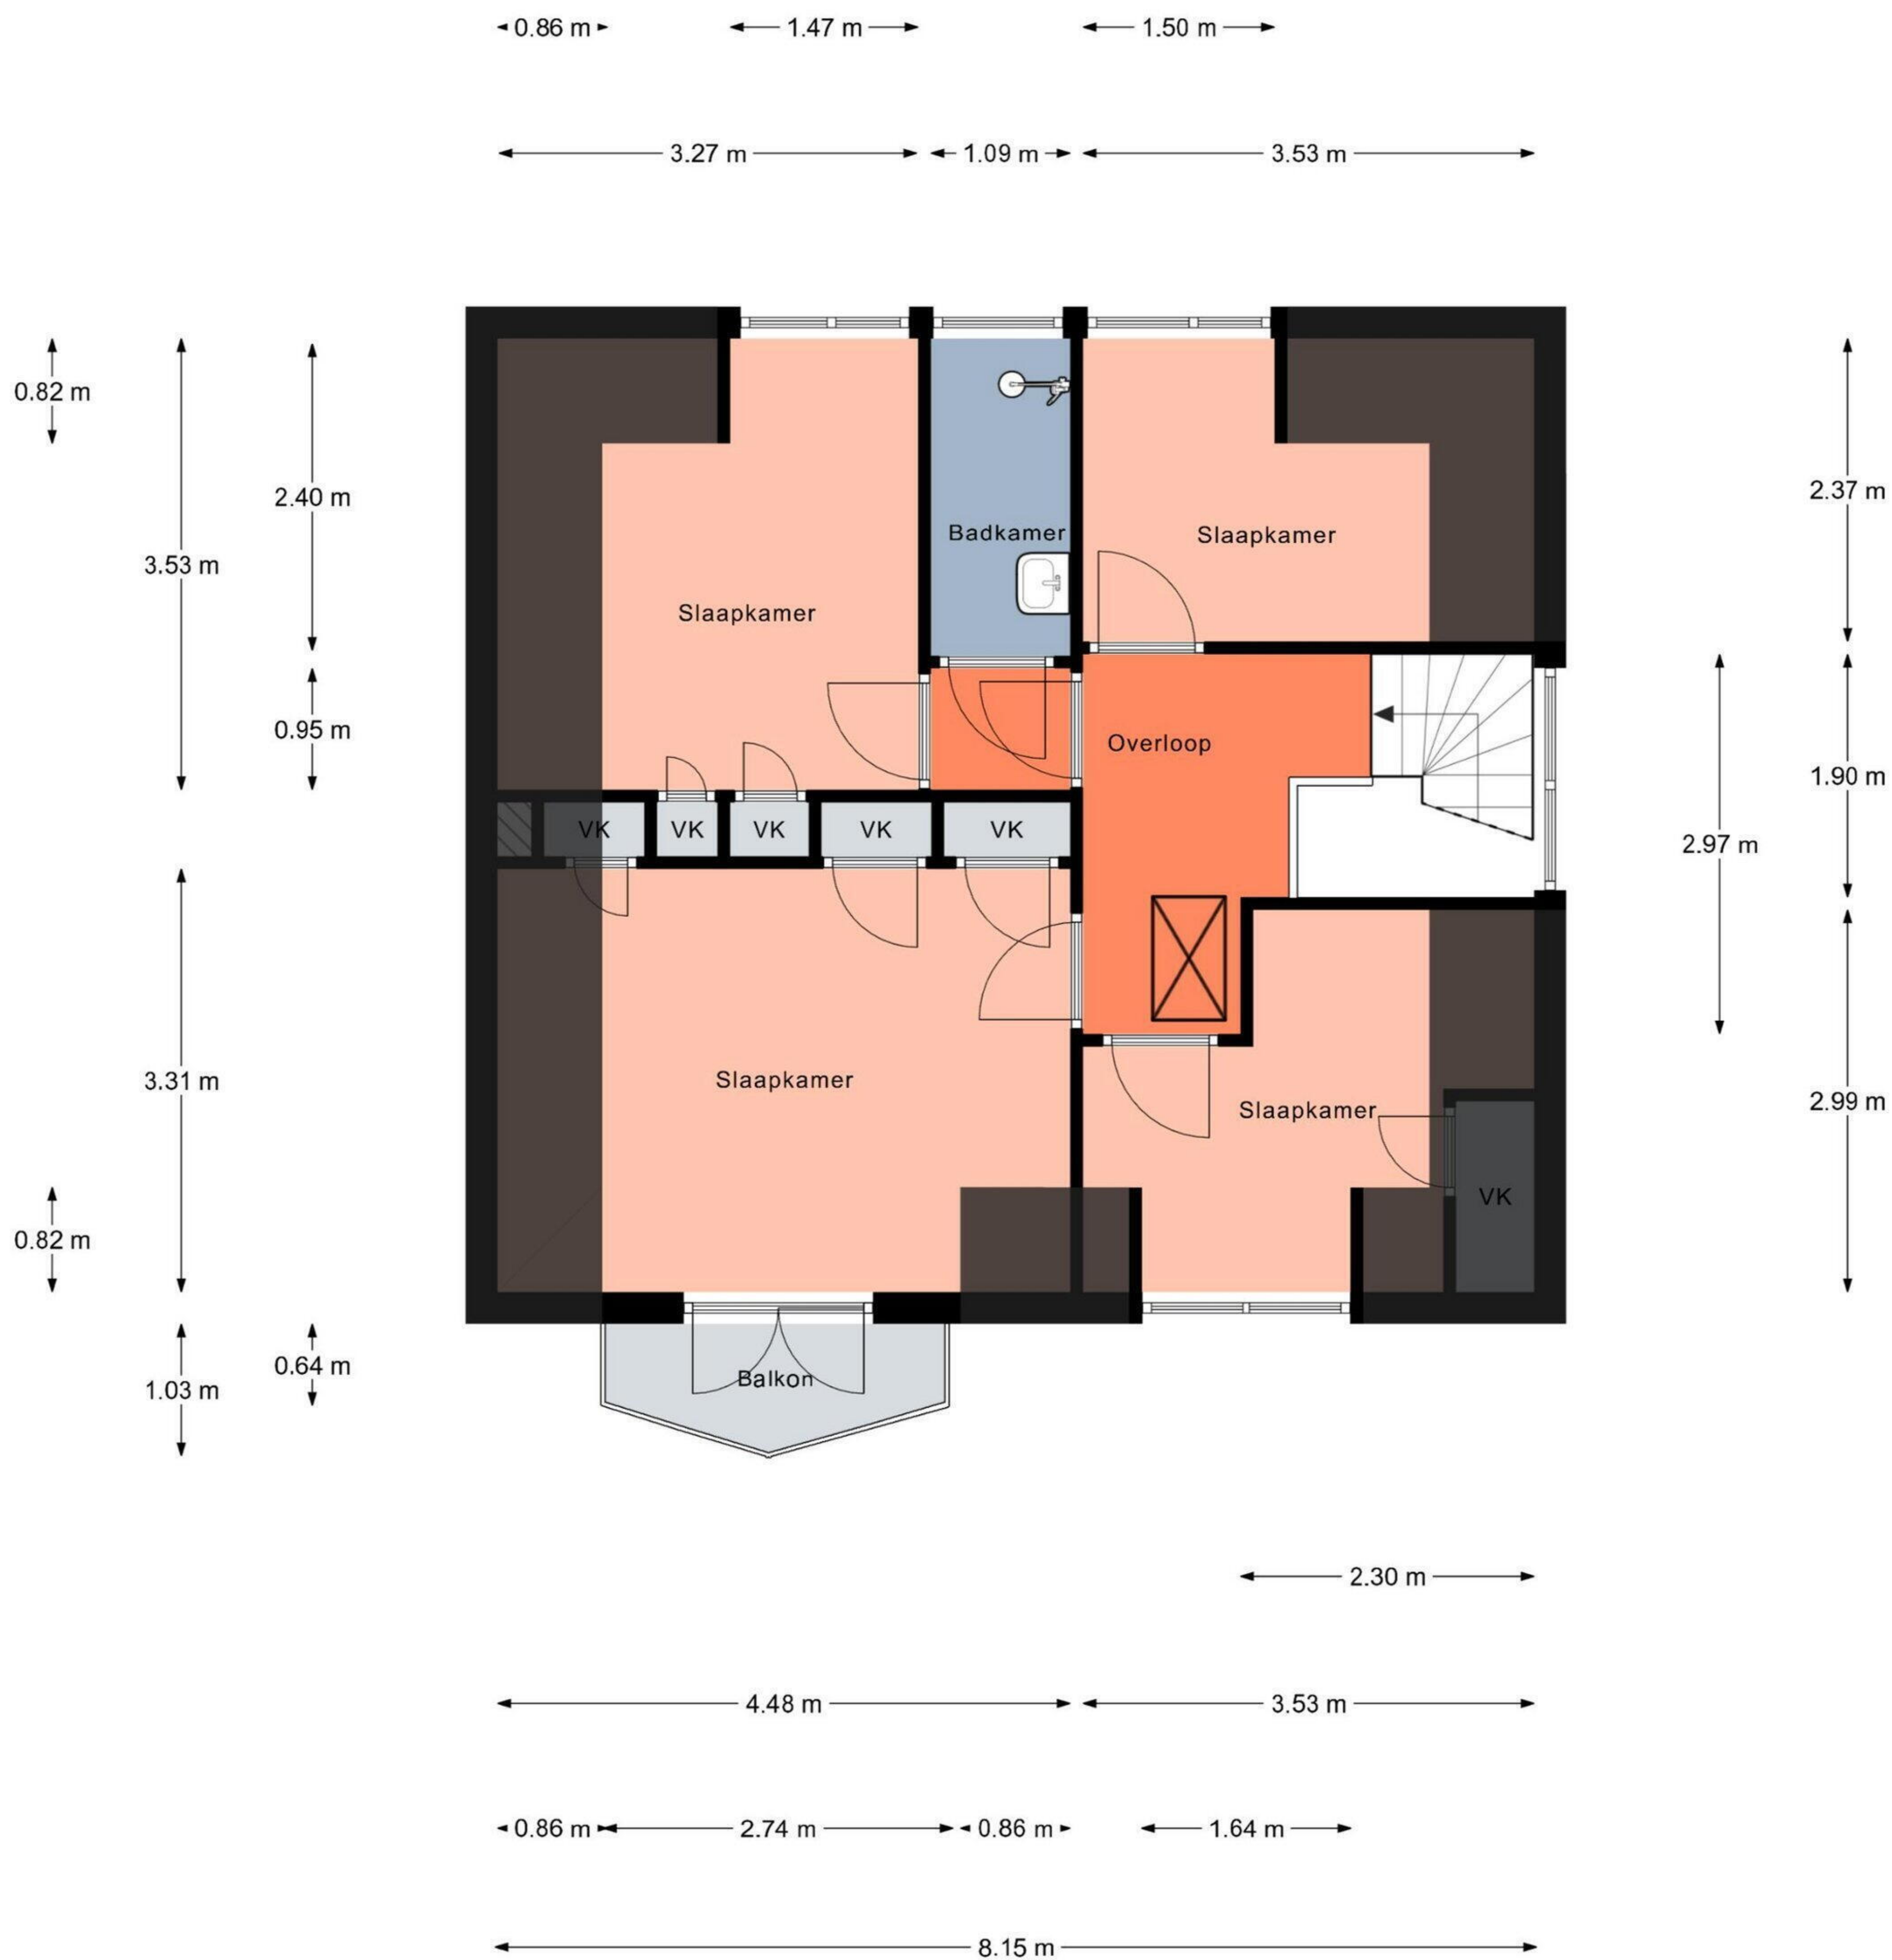 0.86 m
1.47 m
1.50 m
3.27 m
1.09 m
3.53 m
0.82 m
3.53 m
2.40 m
0.95 m
2.37 m
1.90 m
2.97 m
2.99 m
Badkamer
Slaapkamer
Slaapkamer
Overloop
VK
VK
VK
VK
VK
Slaapkamer
Slaapkamer
VK
3.31 m
0.82 m
1.03 m
0.64 m
Balkon
2.30 m
4.48 m
3.53 m
0.86 m
2.74 m
0.86 m
1.64 m
8.15 m